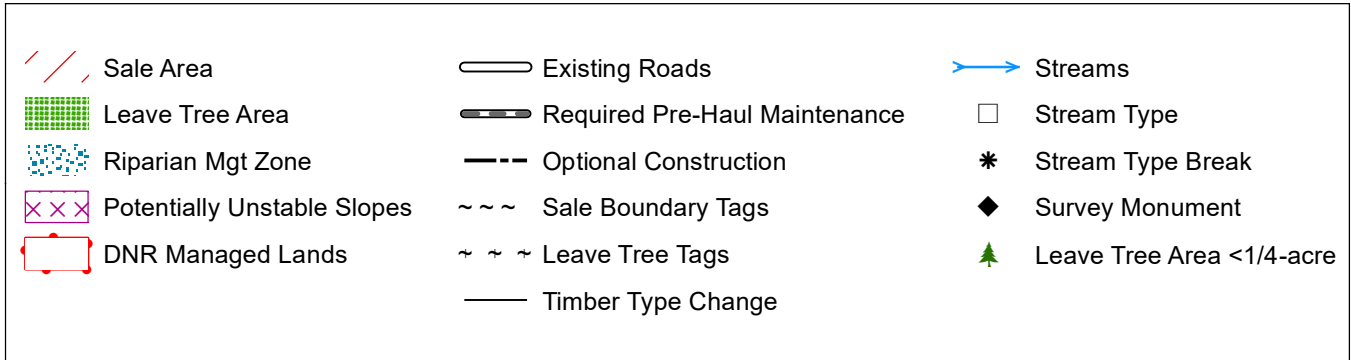 Sale Area
Leave Tree Area
Riparian Mgt Zone
Potentially Unstable Slopes
DNR Managed Lands
Existing Roads
Required Pre-Haul Maintenance
Optional Construction
Sale Boundary Tags
Leave Tree Tags
Timber Type Change
Streams
Stream Type
Stream Type Break
Survey Monument
Leave Tree Area <1/4-acre